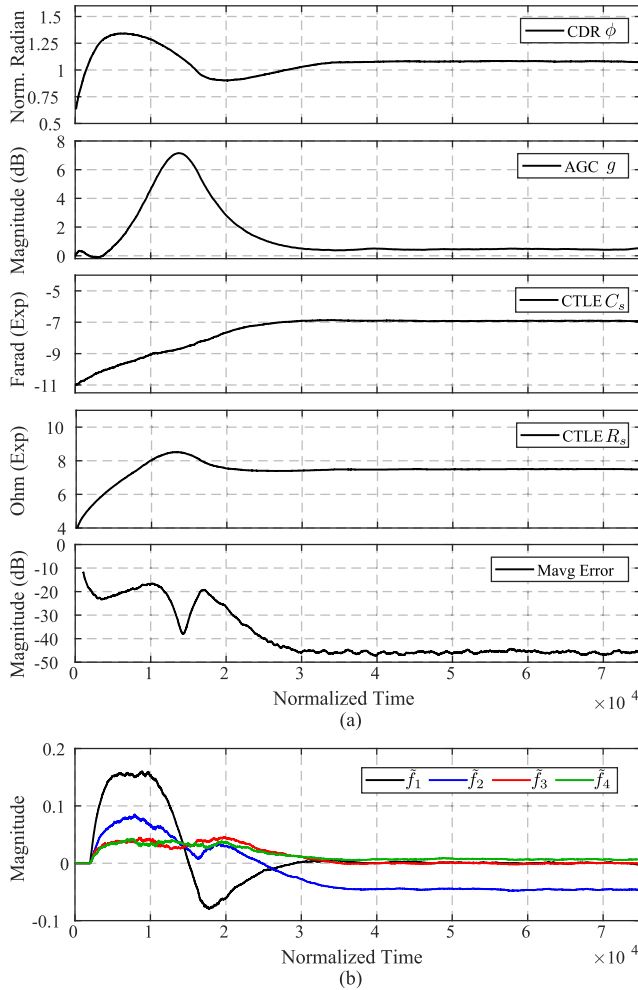 Norm. Radian
1.5
1.25
1
0.75
0.5
CDR ϕ
Magnitude (dB)
8
6
4
2
0
AGC g
Farad (Exp)
-5
-7
-9
-11
CTLE C_s
Ohm (Exp)
10
8
6
4
CTLE R_s
Magnitude (dB)
0
-10
-20
-30
-40
-50
Mavg Error
0 1 2 3 4 5 6 7
Normalized Time
×10 4
(a)
Magnitude
0.2
0.1
0
-0.1
f̃_1 f̃_2 f̃_3 f̃_4
0 1 2 3 4 5 6 7
Normalized Time
×10 4
(b)